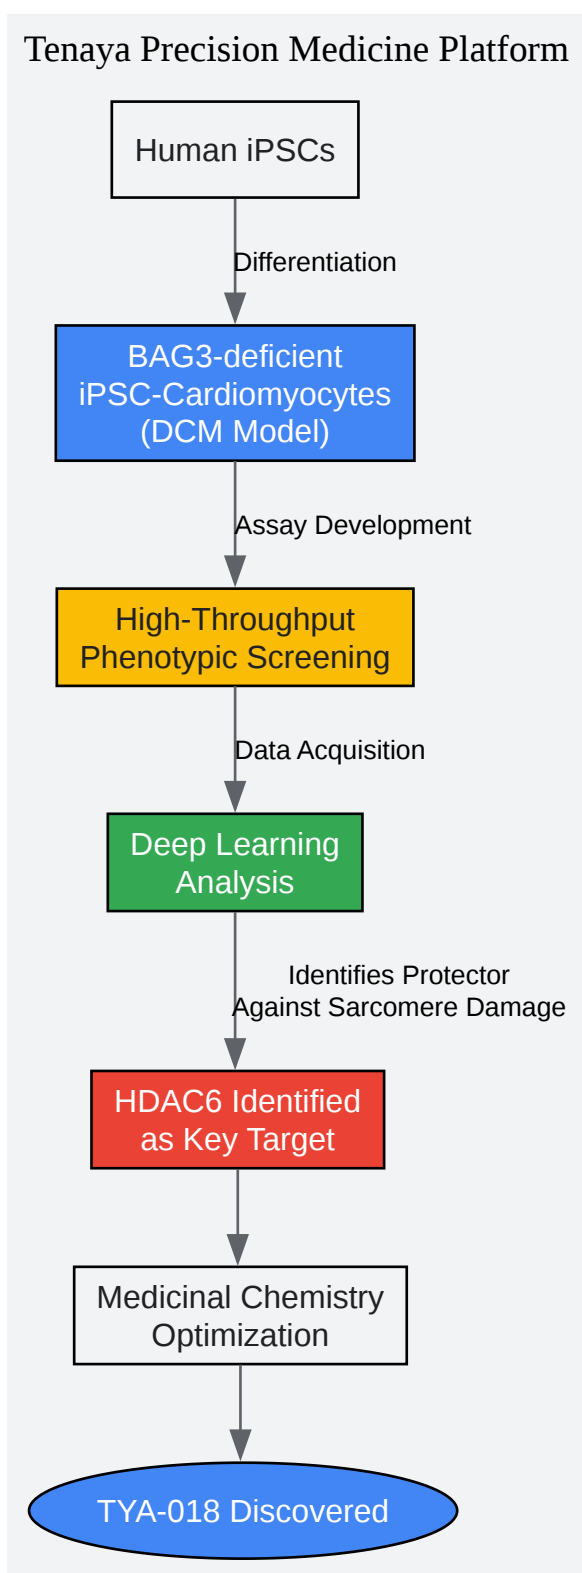 Tenaya Precision Medicine Platform
Human iPSCs
Differentiation
BAG3-deficient
iPSC-Cardiomyocytes
(DCM Model)
Assay Development
High-Throughput
Phenotypic Screening
Data Acquisition
Deep Learning
Analysis
Identifies Protector
Against Sarcomere Damage
HDAC6 Identified
as Key Target
Medicinal Chemistry
Optimization
TYA-018 Discovered